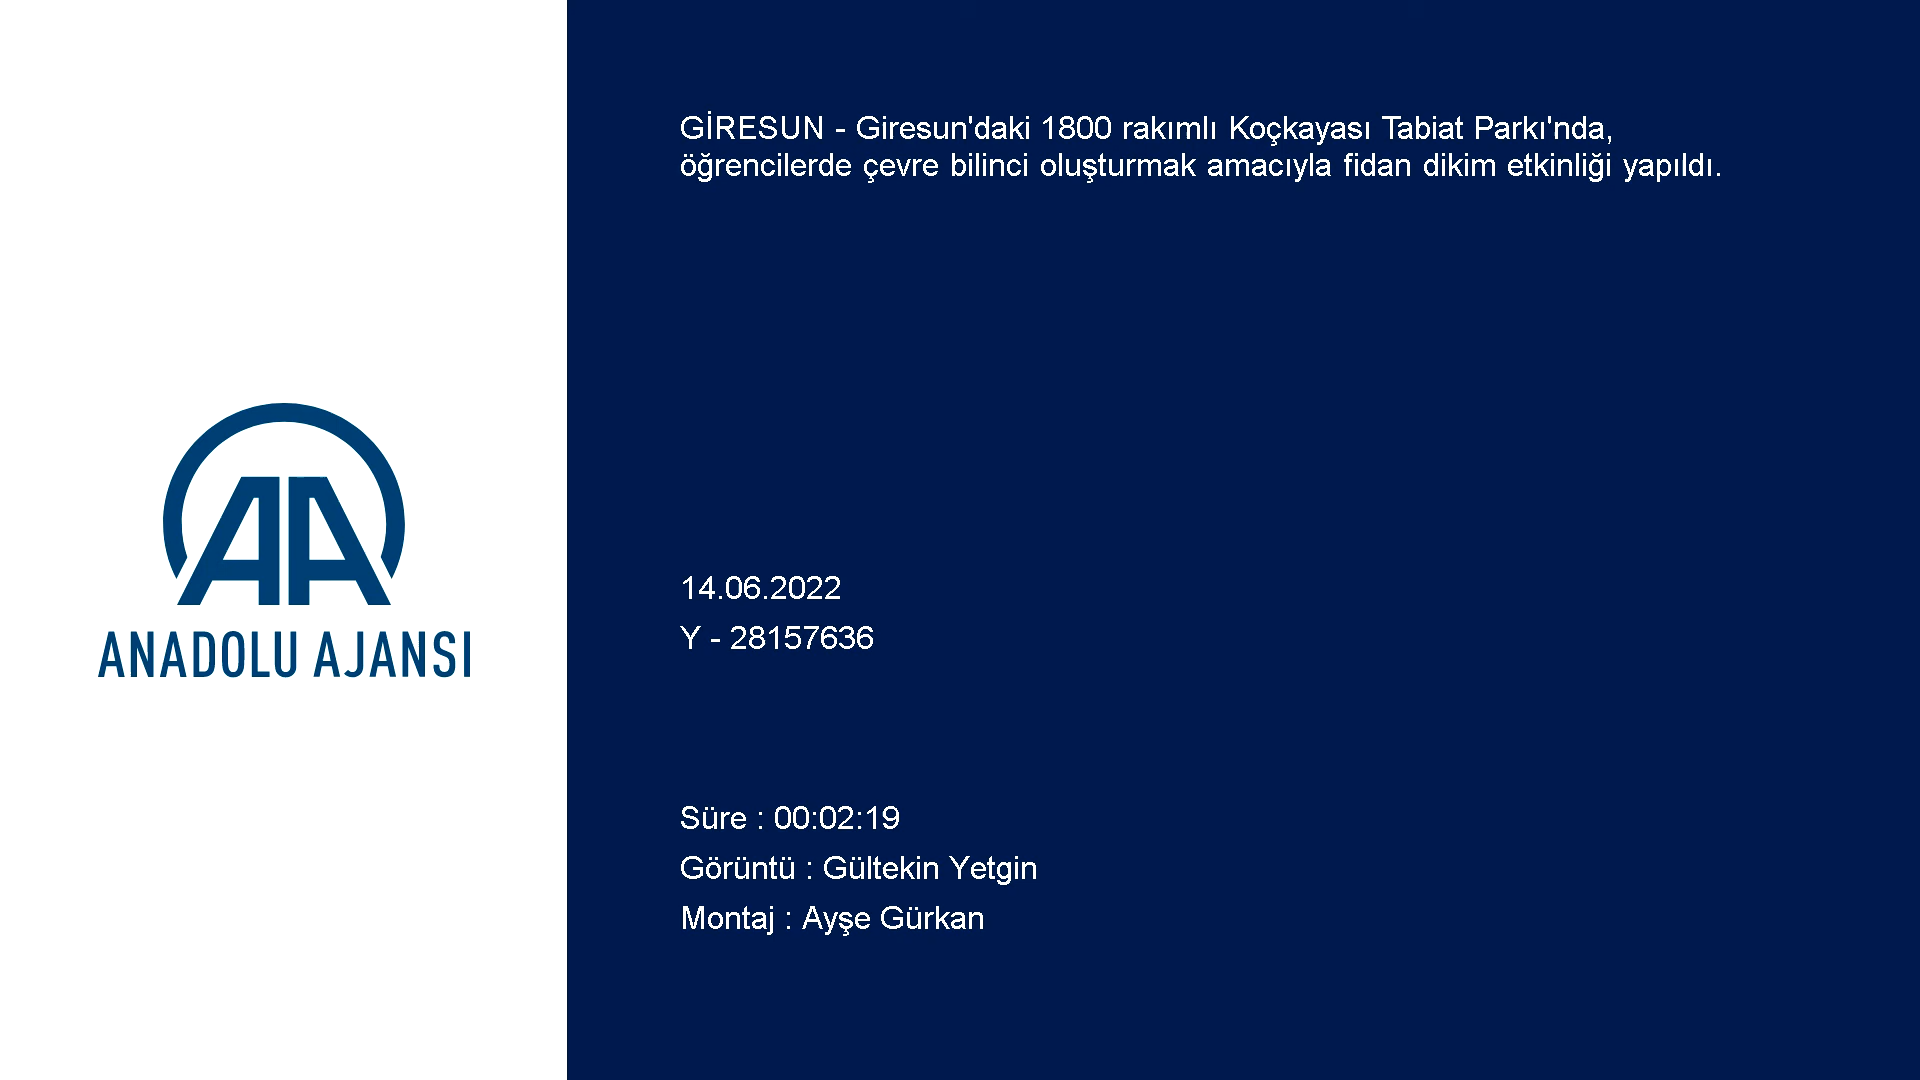 GİRESUN - Giresun'daki 1800 rakımlı Koçkayası Tabiat Parkı'nda,
öğrencilerde çevre bilinci oluşturmak amacıyla fidan dikim etkinliği yapıldı.
AA
ANADOLU AJANSI
14.06.2022
Y - 28157636
Süre : 00:02:19
Görüntü : Gültekin Yetgin
Montaj : Ayşe Gürkan